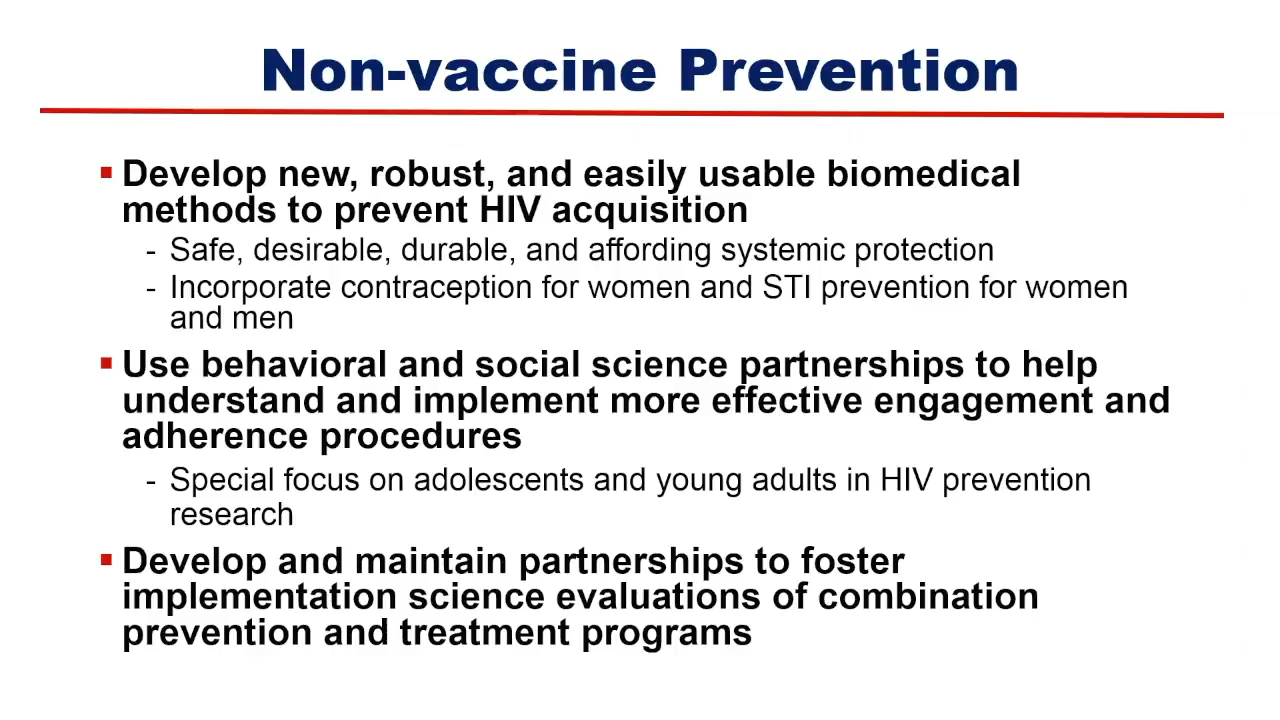 Non-vaccine Prevention
▪ Develop new, robust, and easily usable biomedical
methods to prevent HIV acquisition
- Safe, desirable, durable, and affording systemic protection
- Incorporate contraception for women and STI prevention for women
and men
▪ Use behavioral and social science partnerships to help
understand and implement more effective engagement and
adherence procedures
- Special focus on adolescents and young adults in HIV prevention
research
▪ Develop and maintain partnerships to foster
implementation science evaluations of combination
prevention and treatment programs